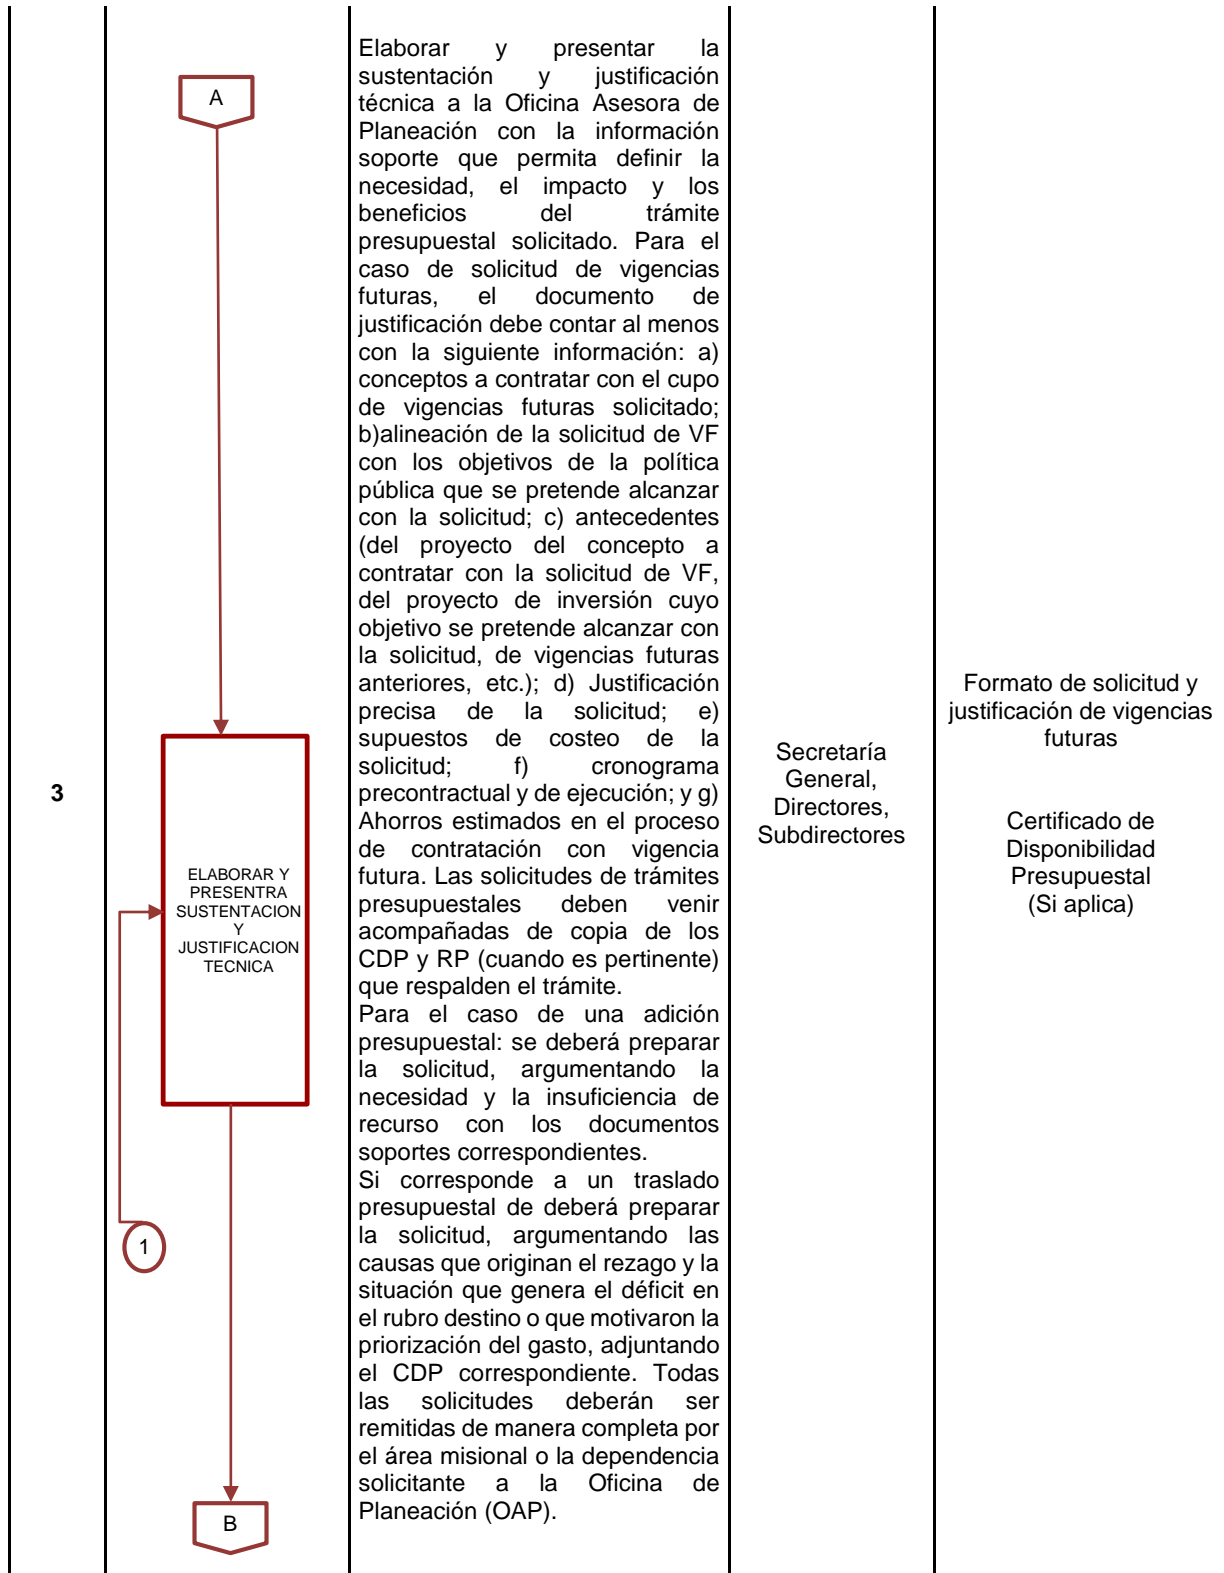 3
A
ELABORAR Y
PRESENTRA
SUSTENTACION
Y
JUSTIFICACION
TECNICA
1
B
Elaborar y presentar la
sustentación y justificación
técnica a la Oficina Asesora de
Planeación con la información
soporte que permita definir la
necesidad, el impacto y los
beneficios del trámite
presupuestal solicitado. Para el
caso de solicitud de vigencias
futuras, el documento de
justificación debe contar al menos
con la siguiente información: a)
conceptos a contratar con el cupo
de vigencias futuras solicitado;
b)alineación de la solicitud de VF
con los objetivos de la política
pública que se pretende alcanzar
con la solicitud; c) antecedentes
(del proyecto del concepto a
contratar con la solicitud de VF,
del proyecto de inversión cuyo
objetivo se pretende alcanzar con
la solicitud, de vigencias futuras
anteriores, etc.); d) Justificación
precisa de la solicitud; e)
supuestos de costeo de la
solicitud; f) cronograma
precontractual y de ejecución; y g)
Ahorros estimados en el proceso
de contratación con vigencia
futura. Las solicitudes de trámites
presupuestales deben venir
acompañadas de copia de los
CDP y RP (cuando es pertinente)
que respalden el trámite.
Para el caso de una adición
presupuestal: se deberá preparar
la solicitud, argumentando la
necesidad y la insuficiencia de
recurso con los documentos
soportes correspondientes.
Si corresponde a un traslado
presupuestal de deberá preparar
la solicitud, argumentando las
causas que originan el rezago y la
situación que genera el déficit en
el rubro destino o que motivaron la
priorización del gasto, adjuntando
el CDP correspondiente. Todas
las solicitudes deberán ser
remitidas de manera completa por
el área misional o la dependencia
solicitante a la Oficina de
Planeación (OAP).
Secretaría
General,
Directores,
Subdirectores
Formato de solicitud y
justificación de vigencias
futuras
Certificado de
Disponibilidad
Presupuestal
(Si aplica)